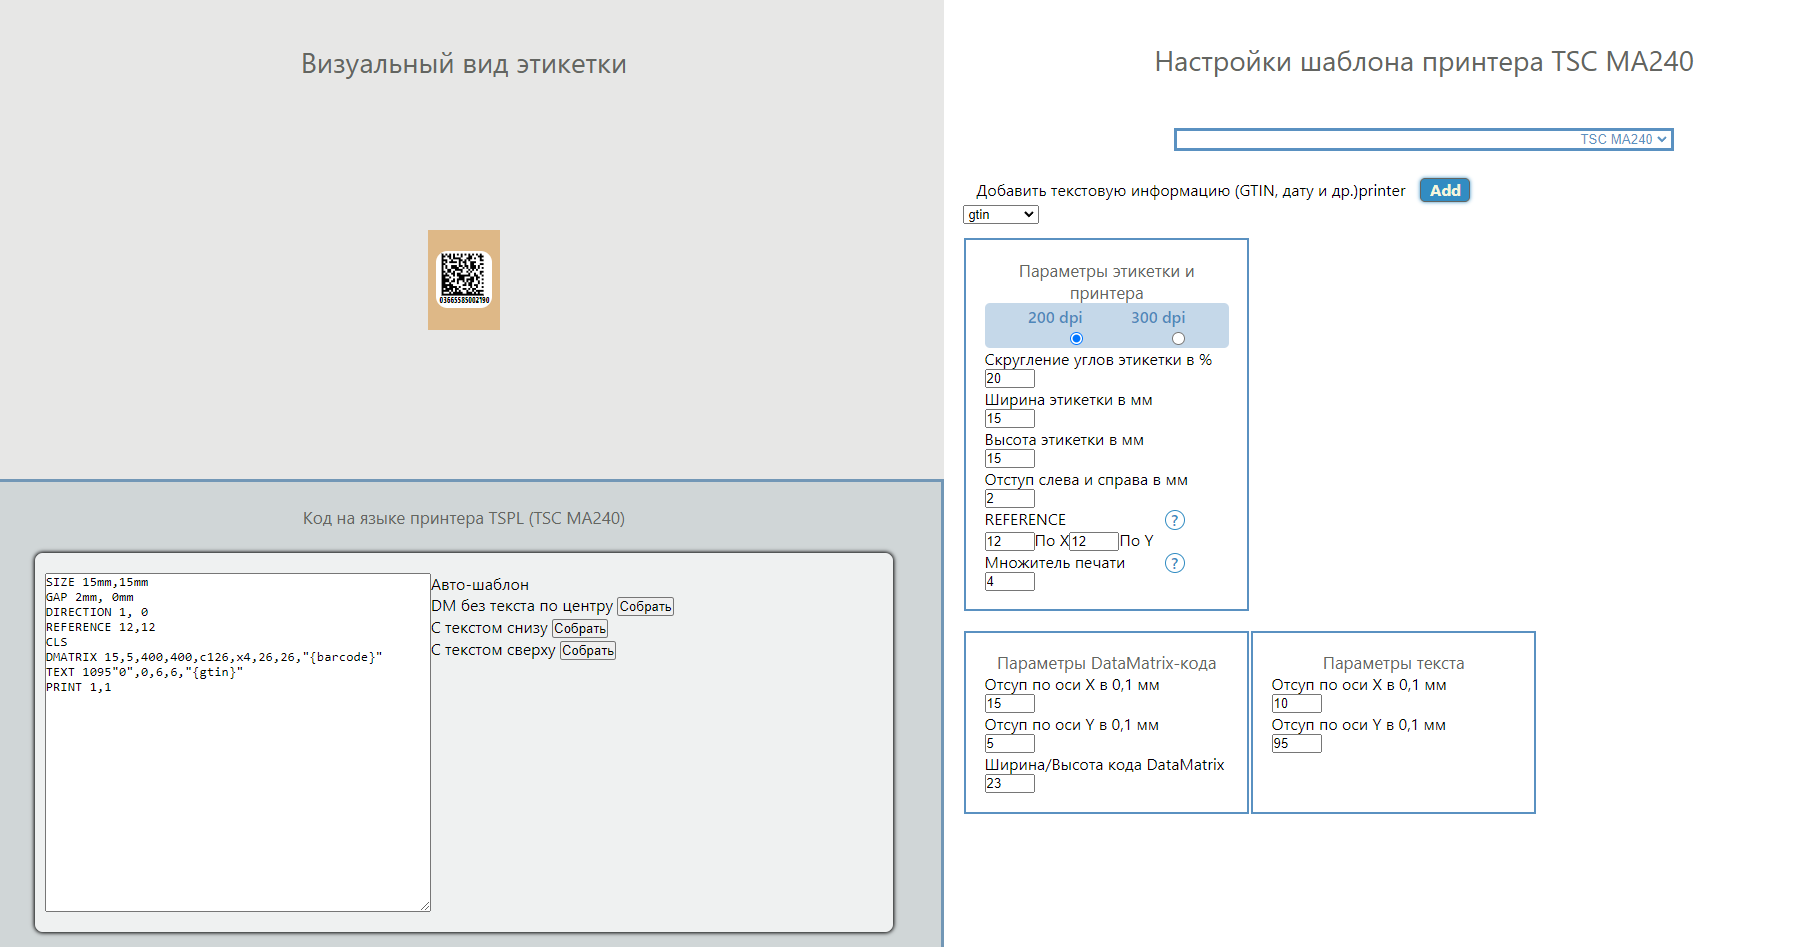 Визуальный вид этикетки
03665585002190
Код на языке принтера TSPL (TSC MA240)
SIZE 15mm,15mm
GAP 2mm, 0mm
DIRECTION 1, 0
REFERENCE 12,12
CLS
DMATRIX 15,5,400,400,c126,x4,26,26,"{barcode}"
TEXT 1095"0",0,6,6,"{gtin}"
PRINT 1,1
Авто-шаблон
DM без текста по центру Собрать
С текстом снизу Собрать
С текстом сверху Собрать
Настройки шаблона принтера TSC MA240
TSC MA240
Добавить текстовую информацию (GTIN, дату и др.)printer Add
gtin
Параметры этикетки и
принтера
200 dpi 300 dpi
Скругление углов этикетки в %
20
Ширина этикетки в мм
15
Высота этикетки в мм
15
Отступ слева и справа в мм
2
REFERENCE ?
12 По X 12 По Y
Множитель печати ?
4
Параметры DataMatrix-кода
Отсуп по оси X в 0,1 мм
15
Отсуп по оси Y в 0,1 мм
5
Ширина/Высота кода DataMatrix
23
Параметры текста
Отсуп по оси X в 0,1 мм
10
Отсуп по оси Y в 0,1 мм
95